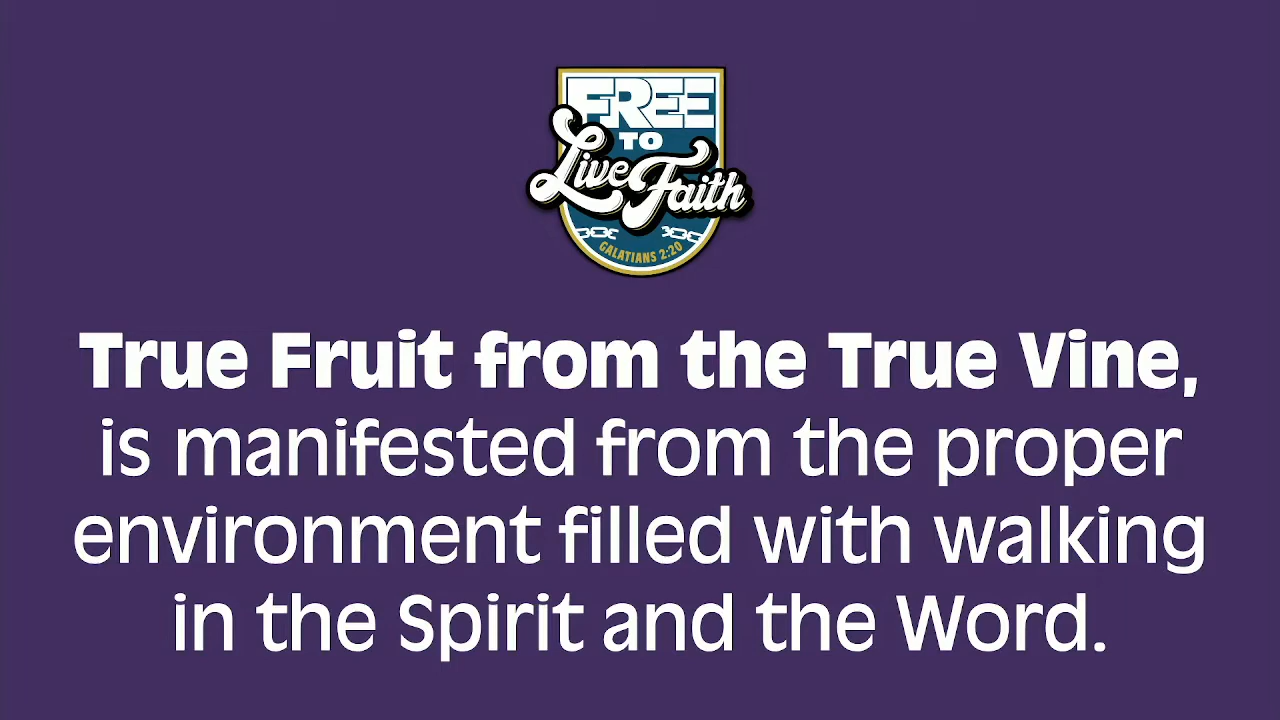 FREE
TO
Live Faith
GALATIANS 2:20
True Fruit from the True Vine,
is manifested from the proper
environment filled with walking
in the Spirit and the Word.